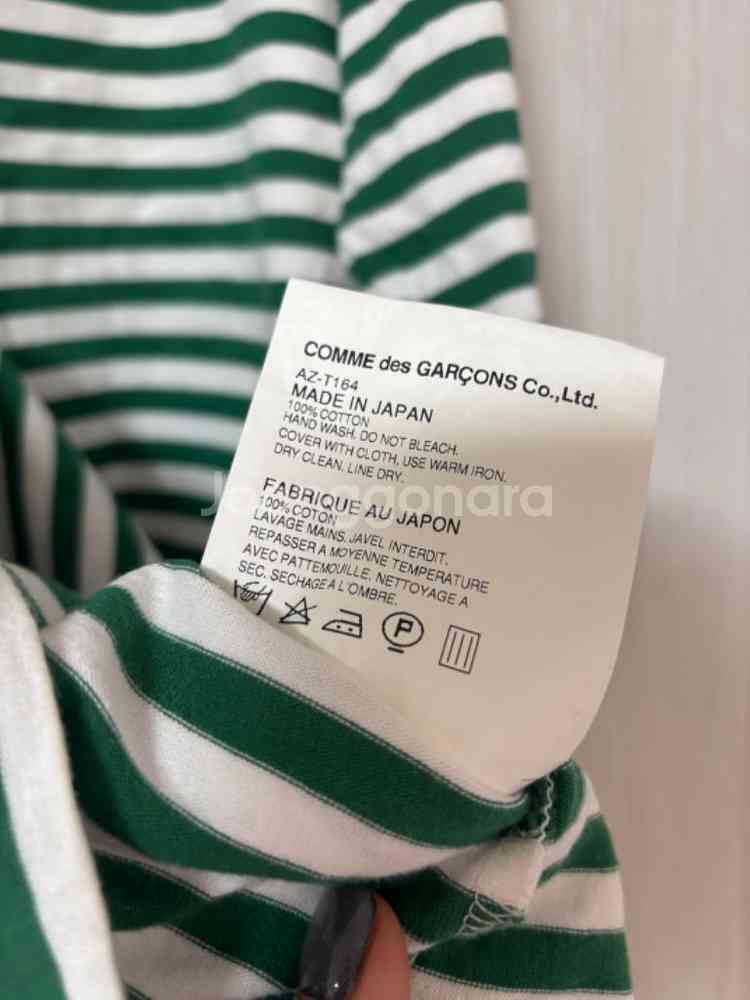 COMME des GARÇONS Co.,Ltd.
AZ-T164
MADE IN JAPAN
100% COTTON
HAND WASH. DO NOT BLEACH.
COVER WITH CLOTH, USE WARM IRON.
DRY CLEAN. LINE DRY.
FABRIQUE AU JAPON
100% COTON
LAVAGE MAINS. JAVEL INTERDIT.
REPASSER A MOYENNE TEMPERATURE
AVEC PATTEMOUILLE. NETTOYAGE A
SEC. SECHAGE A L'OMBRE.
P
Joonggonara